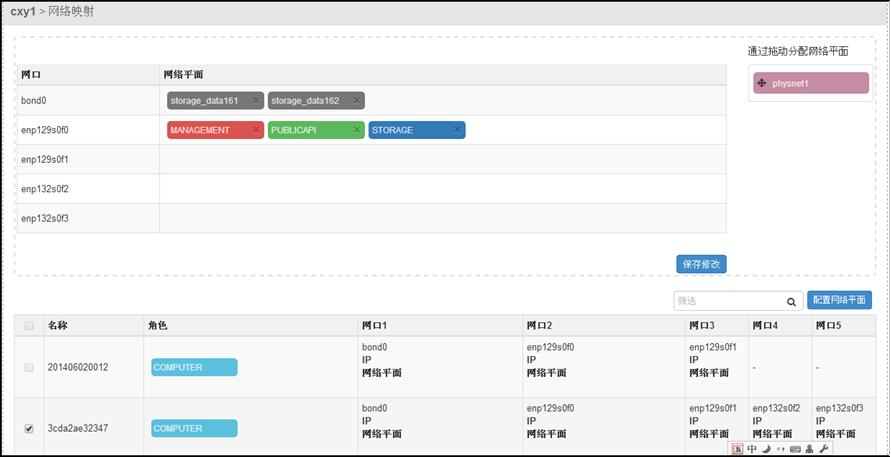 cxy1 > 网络映射
通过拖动分配网络平面
physnet1
网口 网络平面
bond0 storage_data161 × storage_data162 ×
enp129s0f0 MANAGEMENT × PUBLICAPI × STORAGE ×
enp129s0f1
enp132s0f2
enp132s0f3
保存修改
筛选 配置网络平面
名称 角色 网口1 网口2 网口3 网口4 网口5
201406020012 COMPUTER bond0 enp129s0f0 enp129s0f1 - -
IP IP IP
网络平面 网络平面 网络平面
3cda2ae32347 COMPUTER bond0 enp129s0f0 enp129s0f1 enp132s0f2 enp132s0f3
IP IP IP IP IP
网络平面 网络平面 网络平面 网络平面 网络平面
五 中